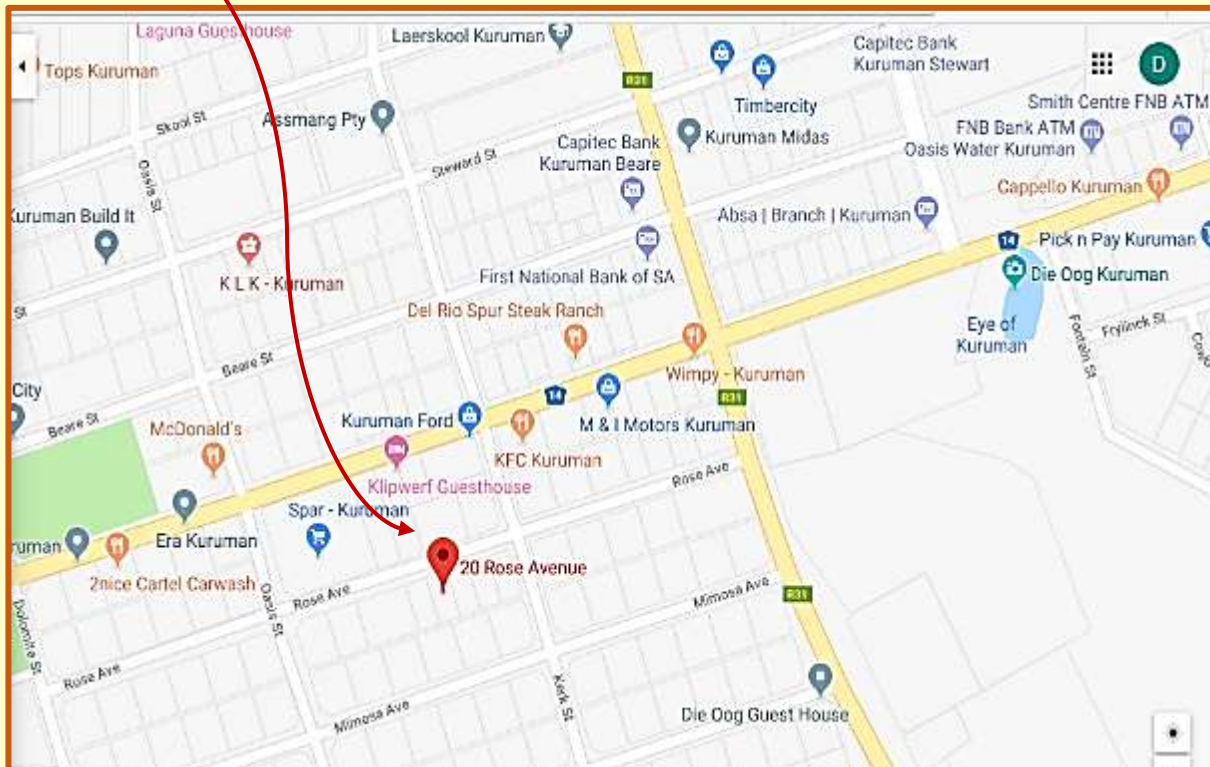 Laguna Guesthouse
Laerskool Kuruman
Tops Kuruman
Capitec Bank
Kuruman Stewart
D
R31
Timbercity
Smith Centre FNB ATM
Skool St
Assmang Pty
Kuruman Midas
FNB Bank ATM
Oasis Water Kuruman
Capitec Bank
Kuruman Beare
Steward St
Oasis St
Cappello Kuruman
Kuruman Build It
Absa | Branch | Kuruman
14
Pick n Pay Kuruman
K L K - Kuruman
First National Bank of SA
Die Oog Kuruman
St
Del Rio Spur Steak Ranch
Eye of
Kuruman
Frylinck St
Fontain St
Beare St
Wimpy - Kuruman
City
14
R31
Beare St
McDonald's
Kuruman Ford
M & I Motors Kuruman
KFC Kuruman
Klipwerf Guesthouse
Rose Ave
Spar - Kuruman
Era Kuruman
ruman
2nice Cartel Carwash
20 Rose Avenue
Rose Ave
Oasis St
Mimosa Ave
R31
Dolomite St
Rose Ave
Kerk St
Mimosa Ave
Die Oog Guest House